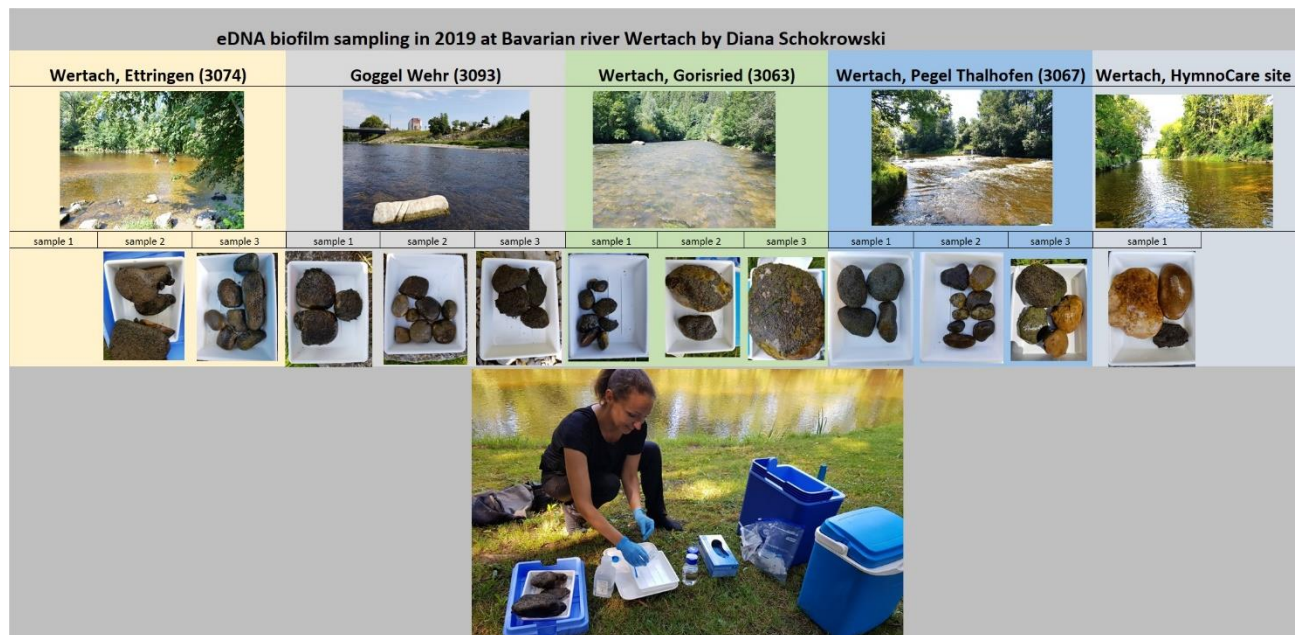 eDNA biofilm sampling in 2019 at Bavarian river Wertach by Diana Schokrowski
Wertach, Ettringen (3074)
Goggel Wehr (3093)
Wertach, Gorisried (3063)
Wertach, Pegel Thalhofen (3067)
Wertach, HymnoCare site
sample 1
sample 2
sample 3
sample 1
sample 2
sample 3
sample 1
sample 2
sample 3
sample 1
sample 2
sample 3
sample 1